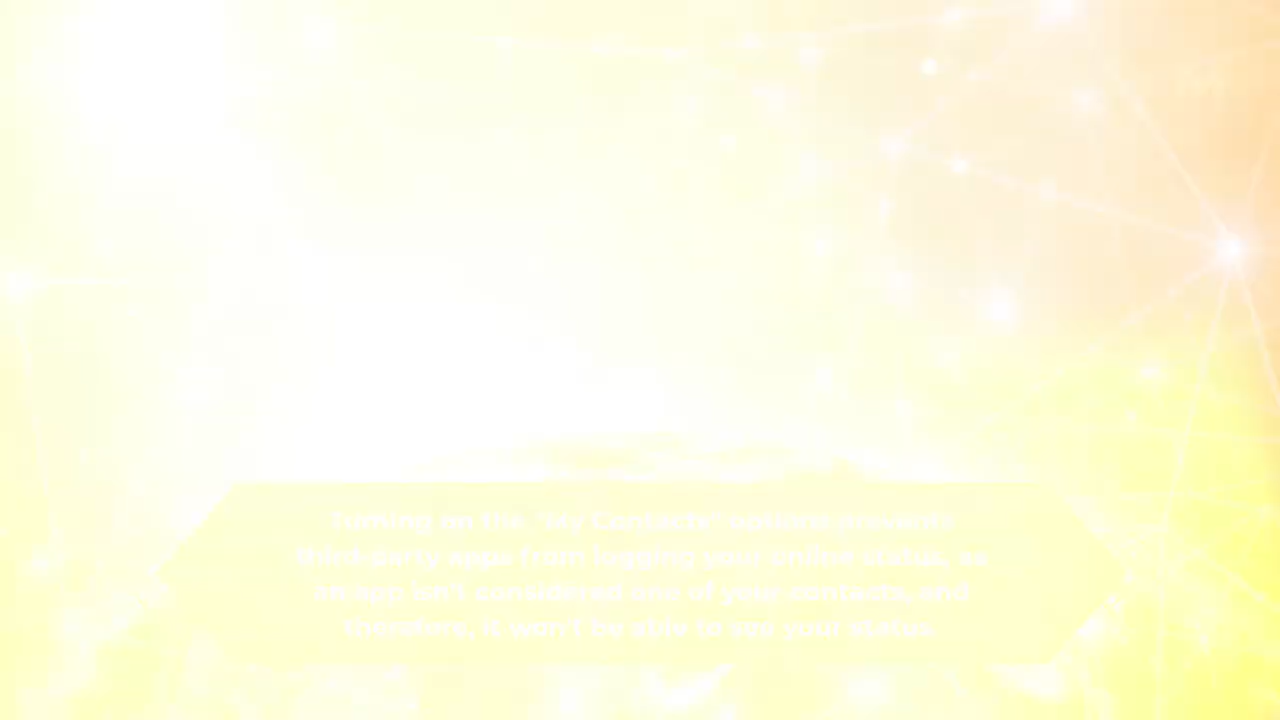 Turning on the "My Contacts" options prevents
third-party apps from logging your online status, as
an app isn't considered one of your contacts, and
therefore, it won't be able to see your status.